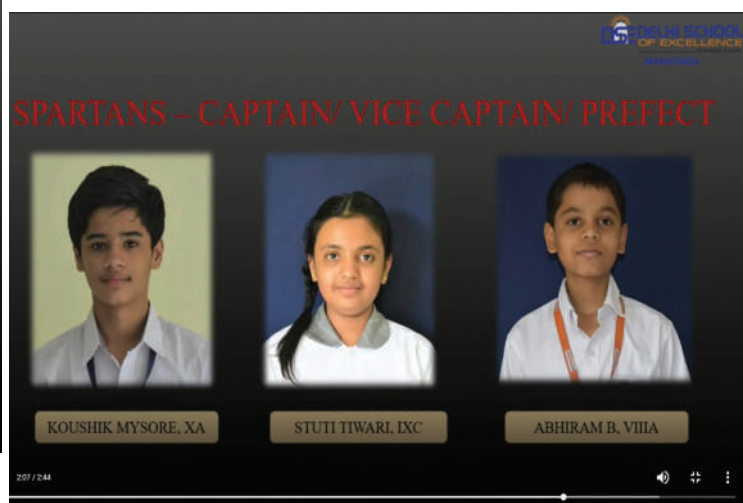 DELHI SCHOOL
OF EXCELLENCE
SPARTANS – CAPTAIN/ VICE CAPTAIN/ PREFECT
KOUSHIK MYSORE, XA
STUTI TIWARI, IXC
ABHIRAM B, VIIIA
2:07 / 2:44